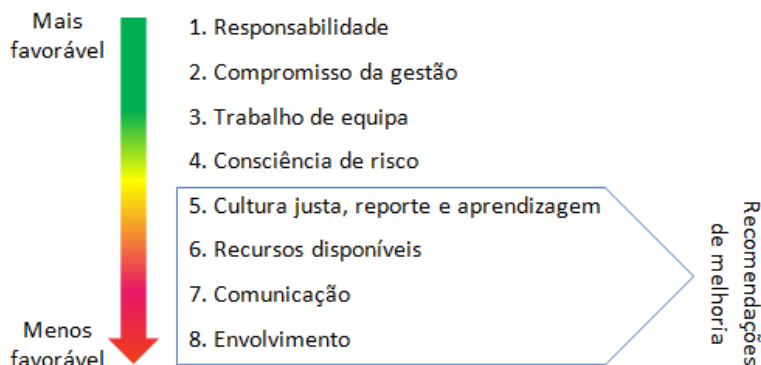 Mais
favorável
1. Responsabilidade
2. Compromisso da gestão
3. Trabalho de equipa
4. Consciência de risco
5. Cultura justa, reporte e aprendizagem
6. Recursos disponíveis
7. Comunicação
8. Envolvimento
Menos
favorável
Recomendações
de melhoria